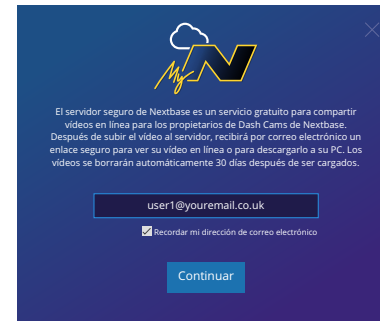 My N
El servidor seguro de Nextbase es un servicio gratuito para compartir
vídeos en línea para los propietarios de Dash Cams de Nextbase.
Después de subir el vídeo al servidor, recibirá por correo electrónico un
enlace seguro para ver su vídeo en línea o para descargarlo a su PC. Los
vídeos se borrarán automáticamente 30 días después de ser cargados.
user1@youremail.co.uk
Recordar mi dirección de correo electrónico
Continuar